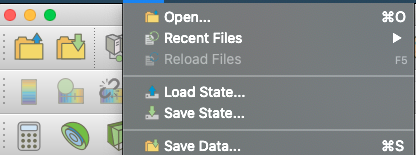 Open... ⌘O
Recent Files ▶
Reload Files F5
Load State...
Save State...
Save Data... ⌘S